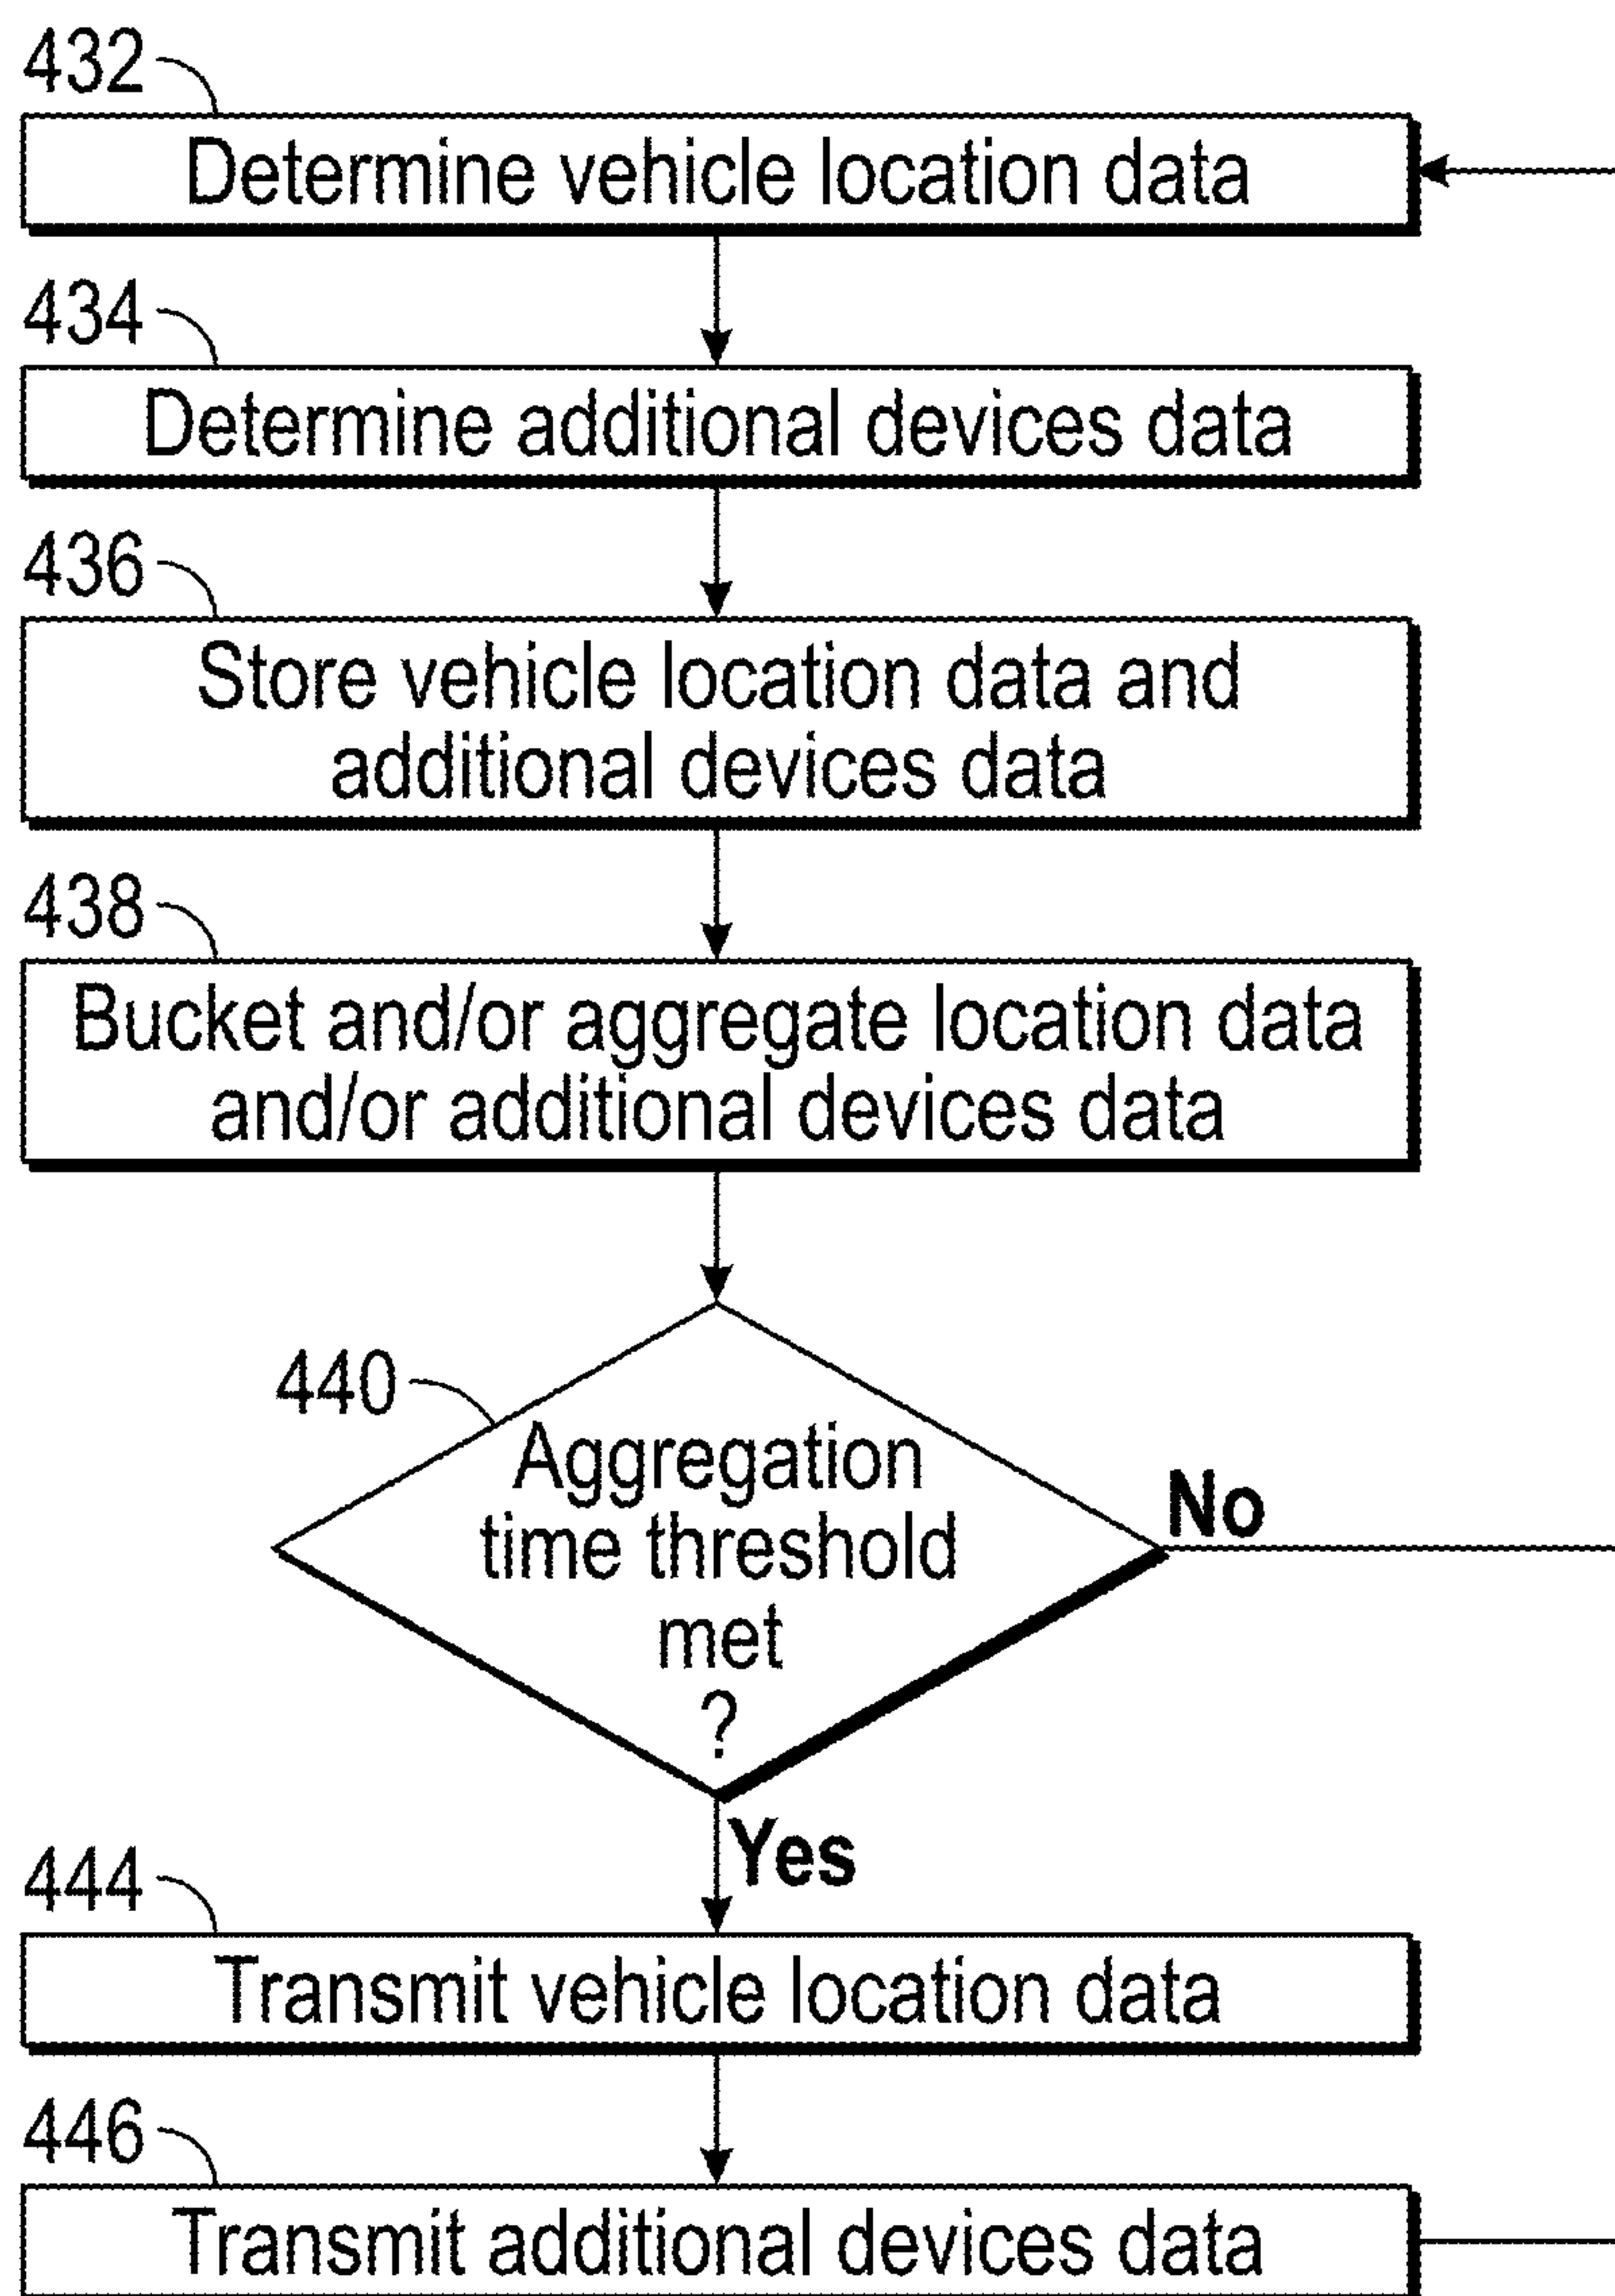 432
Determine vehicle location data
434
Determine additional devices data
436
Store vehicle location data and
additional devices data
438
Bucket and/or aggregate location data
and/or additional devices data
440
Aggregation
time threshold
met
?
No
Yes
444
Transmit vehicle location data
446
Transmit additional devices data